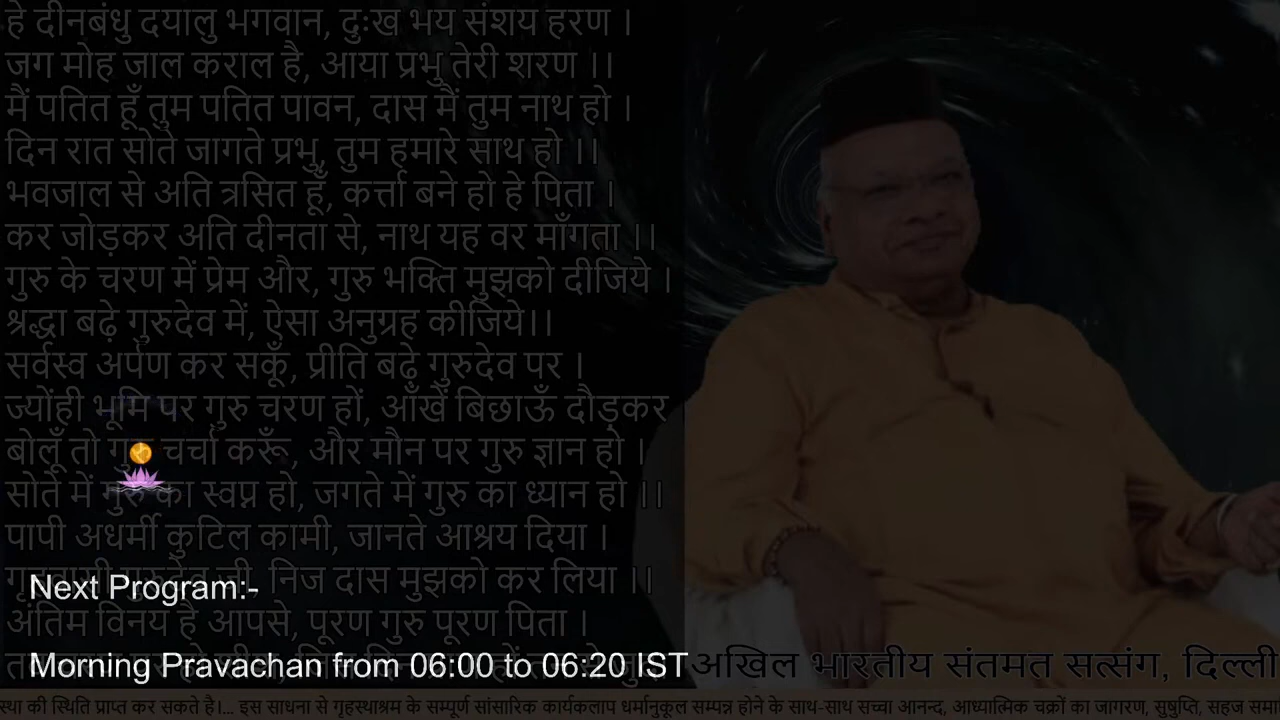 हे दीनबंधु दयालु भगवान, दुःख भय संशय हरण ।
जग मोह जाल कराल है, आया प्रभु तेरी शरण ।।
मैं पतित हूँ तुम पतित पावन, दास मैं तुम नाथ हो ।
दिन रात सोते जागते प्रभु, तुम हमारे साथ हो ।।
भवजाल से अति त्रसित हूँ, कर्त्ता बने हो हे पिता ।
कर जोड़कर अति दीनता से, नाथ यह वर माँगता ।।
गुरु के चरण में प्रेम और, गुरु भक्ति मुझको दीजिये ।
श्रद्धा बढ़े गुरुदेव में, ऐसा अनुग्रह कीजिये।।
सर्वस्व अर्पण कर सकूँ, प्रीति बढ़े गुरुदेव पर ।
ज्योंही भूमि पर गुरु चरण हों, आँखें बिछाऊँ दौड़कर
बोलूँ तो गुरु चर्चा करूँ, और मौन पर गुरु ज्ञान हो ।
सोते में गुरु का स्वप्न हो, जगते में गुरु का ध्यान हो ।।
पापी अधर्मी कुटिल कामी, जानते आश्रय दिया ।
गुरुदेव जी, निज दास मुझको कर लिया ।।
Next Program:-
अंतिम विनय है आपसे, पूरण गुरु पूरण पिता ।
Morning Pravachan from 06:00 to 06:20 IST
अखिल भारतीय संतमत सत्संग, दिल्ली
स्था की स्थिति प्राप्त कर सकते है।... इस साधना से गृहस्थाश्रम के सम्पूर्ण सांसारिक कार्यकलाप धर्मानुकूल सम्पन्न होने के साथ-साथ सच्चा आनन्द, आध्यात्मिक चक्रों का जागरण, सुषुप्ति, सहज समा